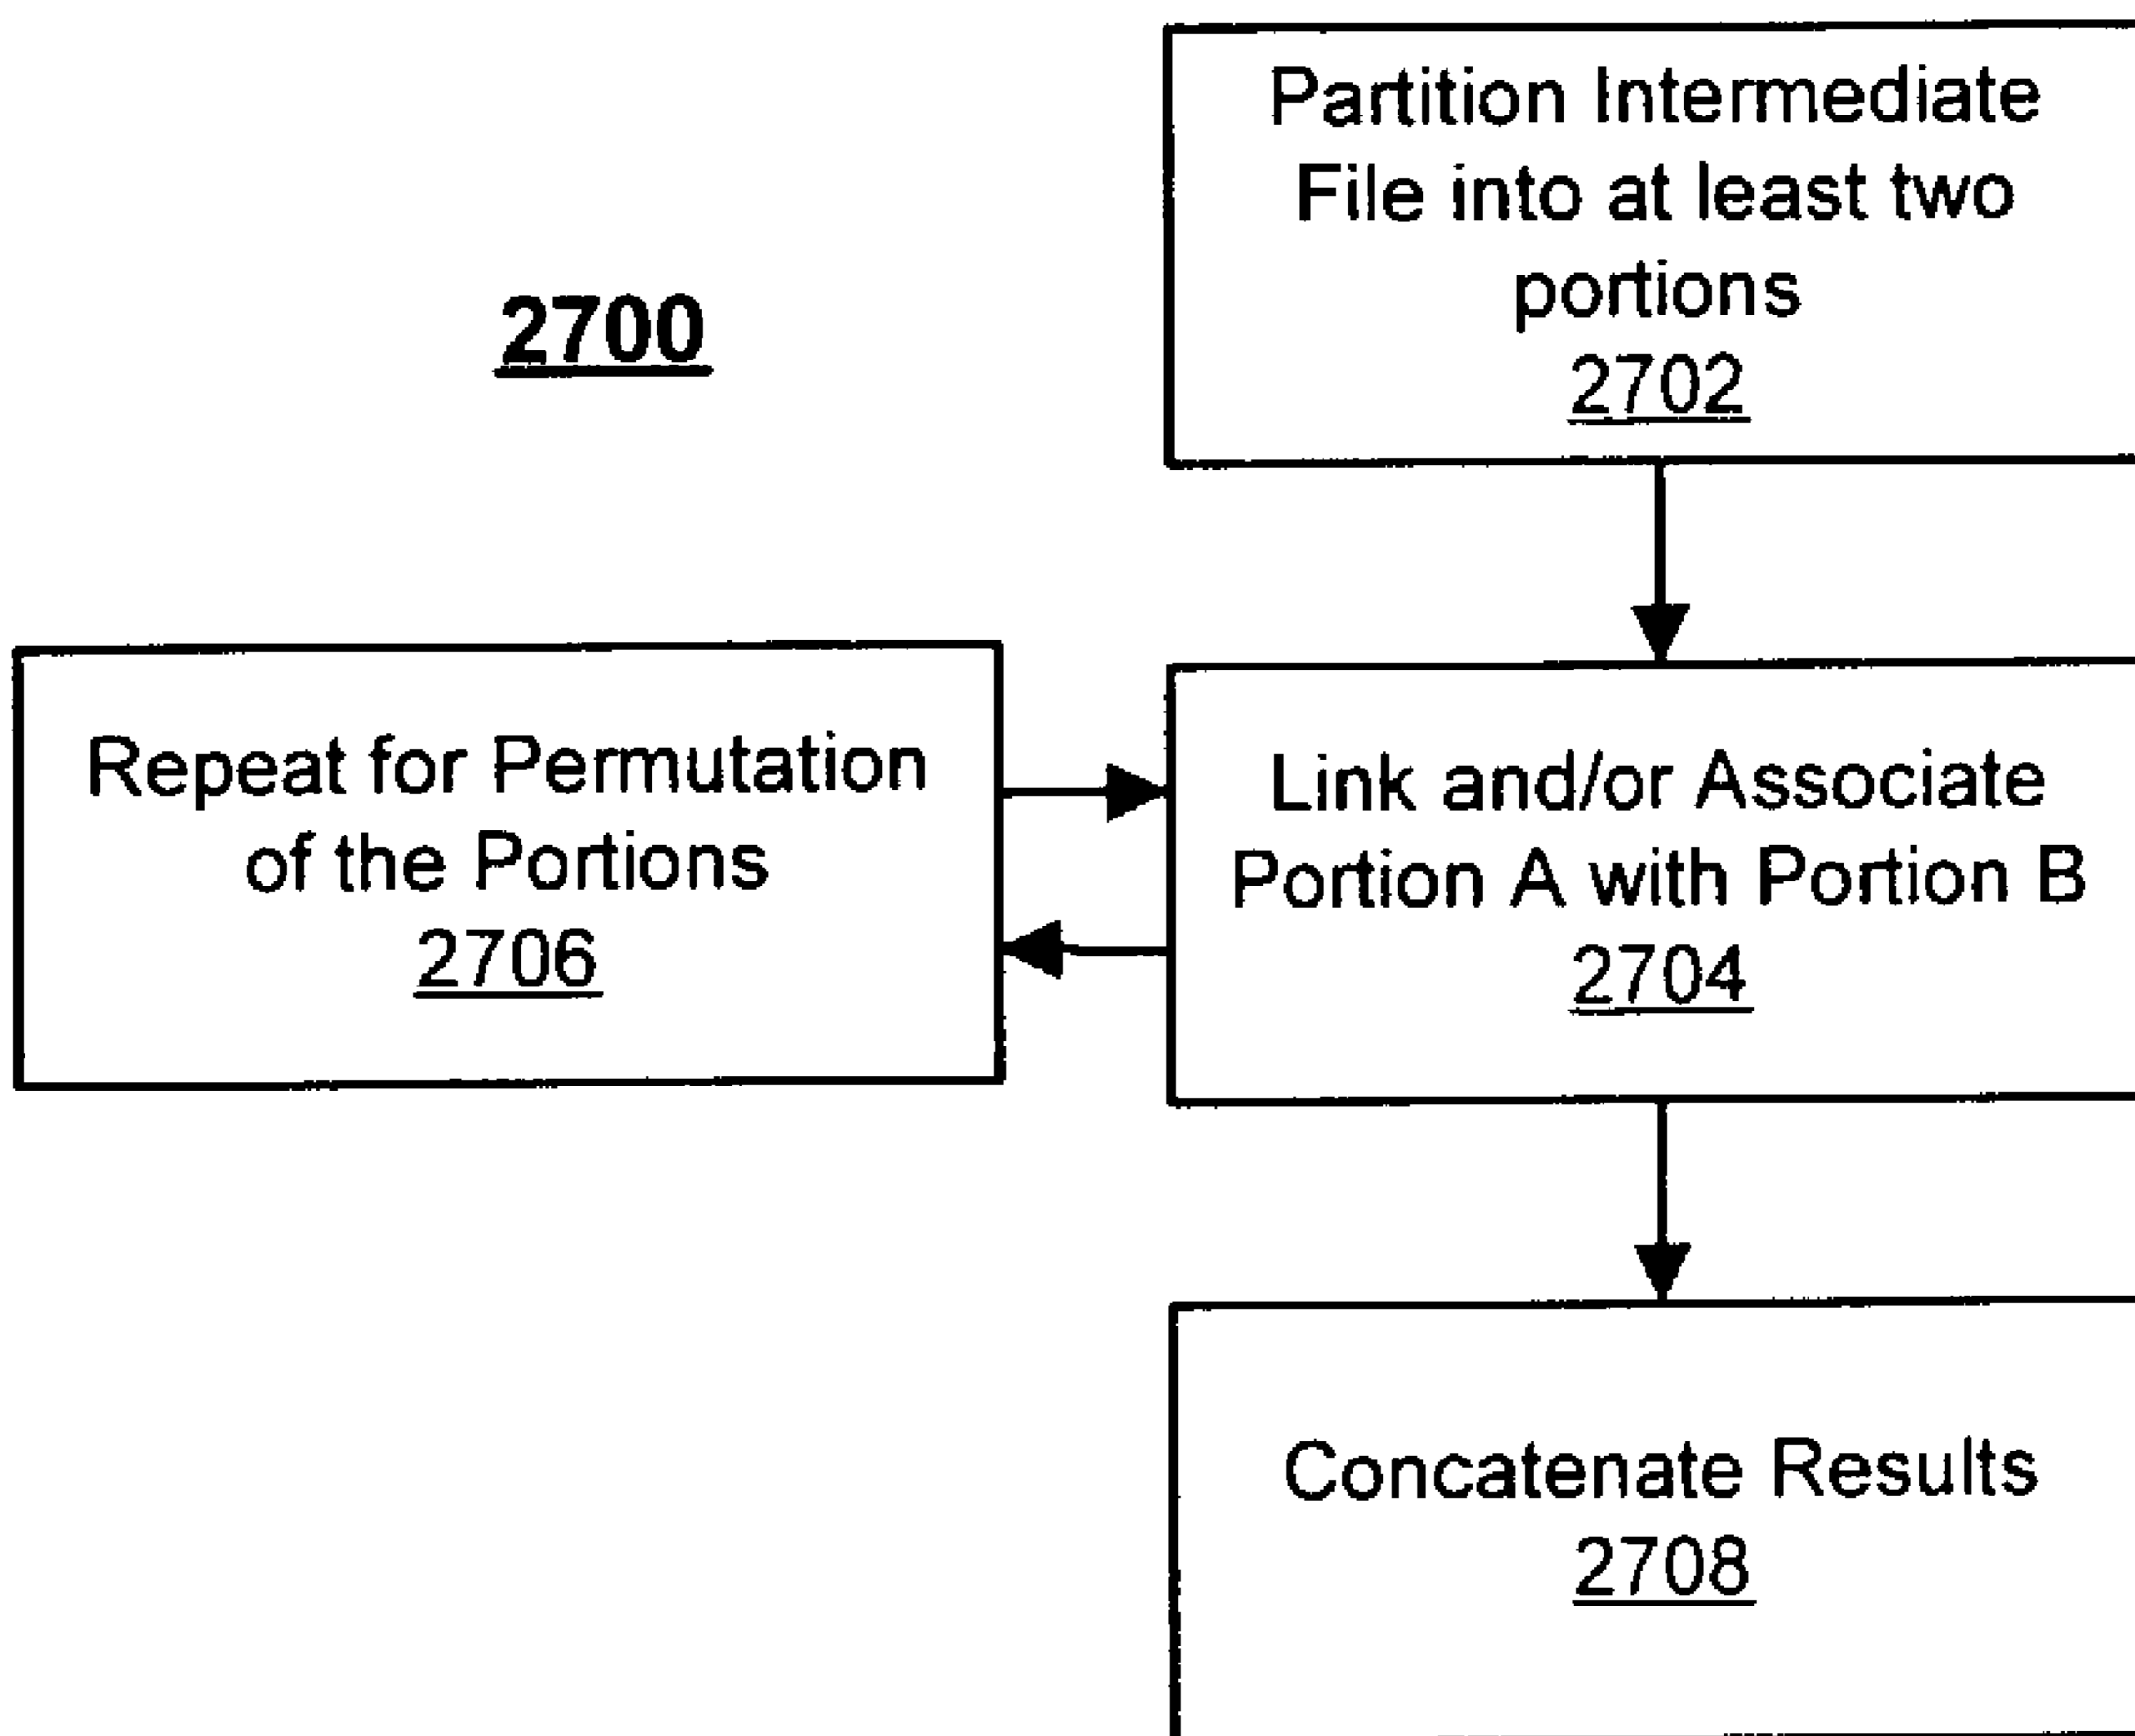 Partition Intermediate
File into at least two
portions
2702
2700
Repeat for Permutation
of the Portions
2706
Link and/or Associate
Portion A with Portion B
2704
Concatenate Results
2708